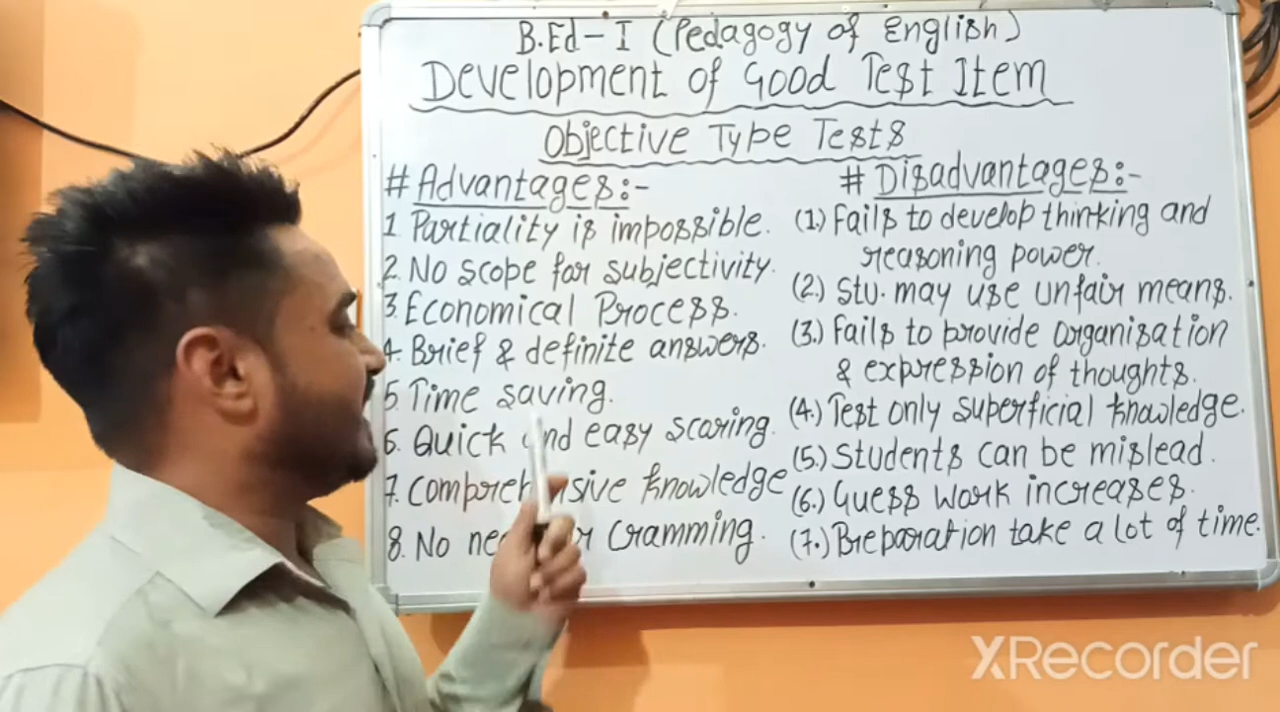 B.Ed-I (Pedagogy of English)
Development of Good Test Item
Objective Type Tests
# Advantages:-
1. Partiality is impossible.
2. No scope for subjectivity.
3. Economical Process.
4. Brief & definite answers.
5. Time saving.
6. Quick and easy scoring.
7. Comprehensive knowledge
8. No need for Cramming.
# Disadvantages:-
(1.) Fails to develop thinking and
reasoning power.
(2.) Stu. may use unfair means.
(3.) Fails to provide organisation
& expression of thoughts.
(4.) Test only superficial knowledge.
(5.) Students can be mislead.
(6.) Guess work increases.
(7.) Preparation take a lot of time.
XRecorder